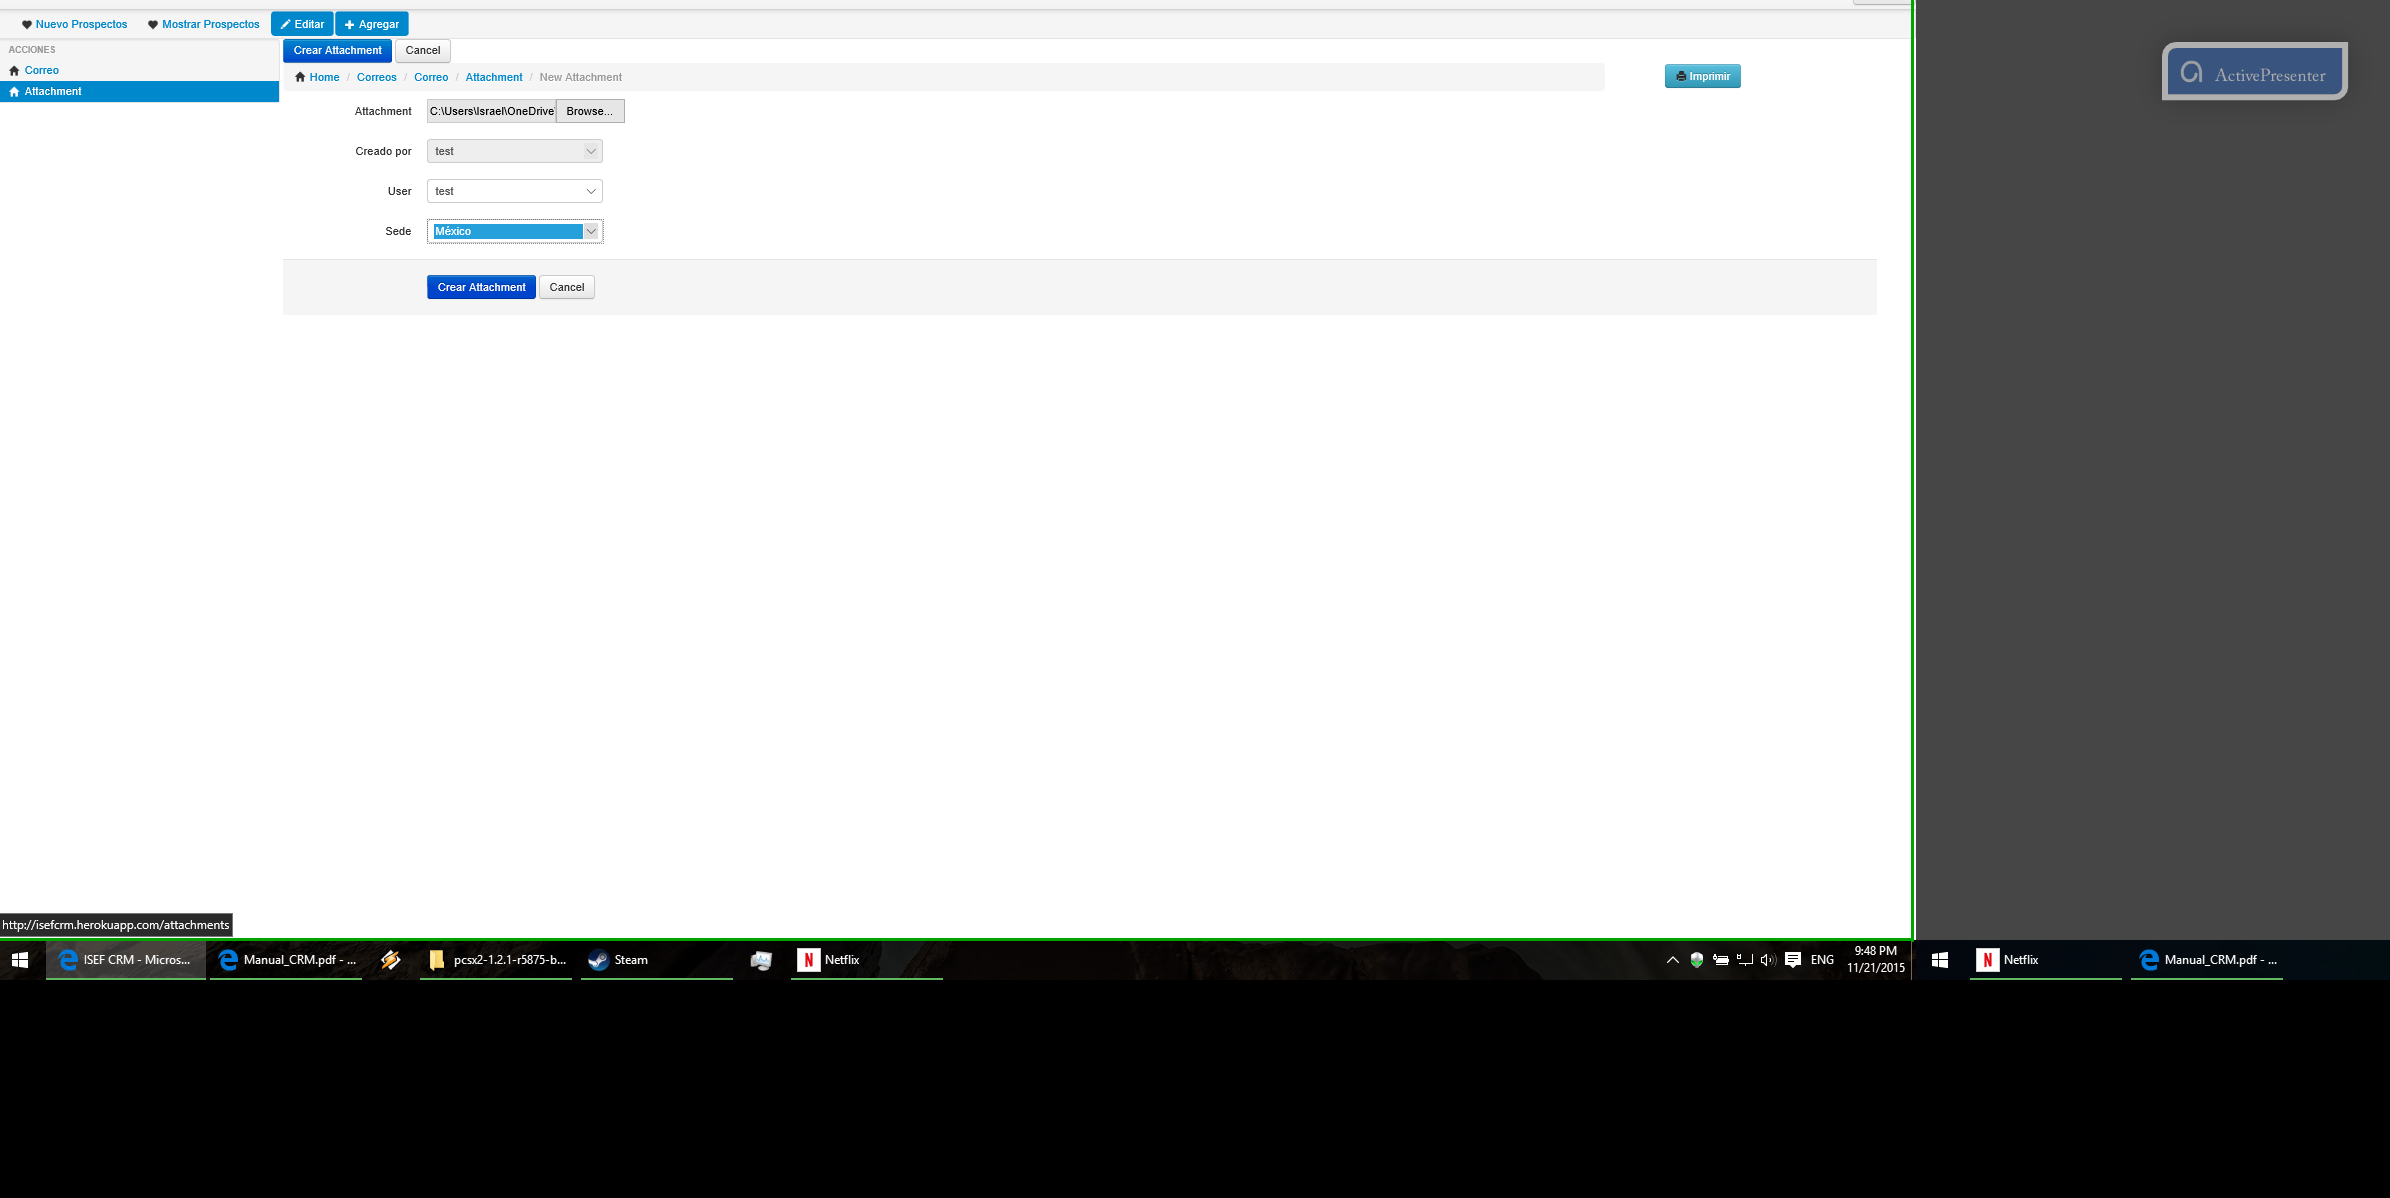 Nuevo Prospectos Mostrar Prospectos Editar Agregar
ACCIONES
Correo
Attachment
Crear Attachment Cancel
Home / Correos / Correo / Attachment / New Attachment
Imprimir
ActivePresenter
Attachment C:\Users\Israel\OneDrive Browse...
Creado por test
User test
Sede México
Crear Attachment Cancel
http://isefcrm.herokuapp.com/attachments
ISEF CRM - Micros... Manual_CRM.pdf - ... pcsx2-1.2.1-r5875-b... Steam Netflix ENG 9:48 PM
11/21/2015
Netflix Manual_CRM.pdf - ...